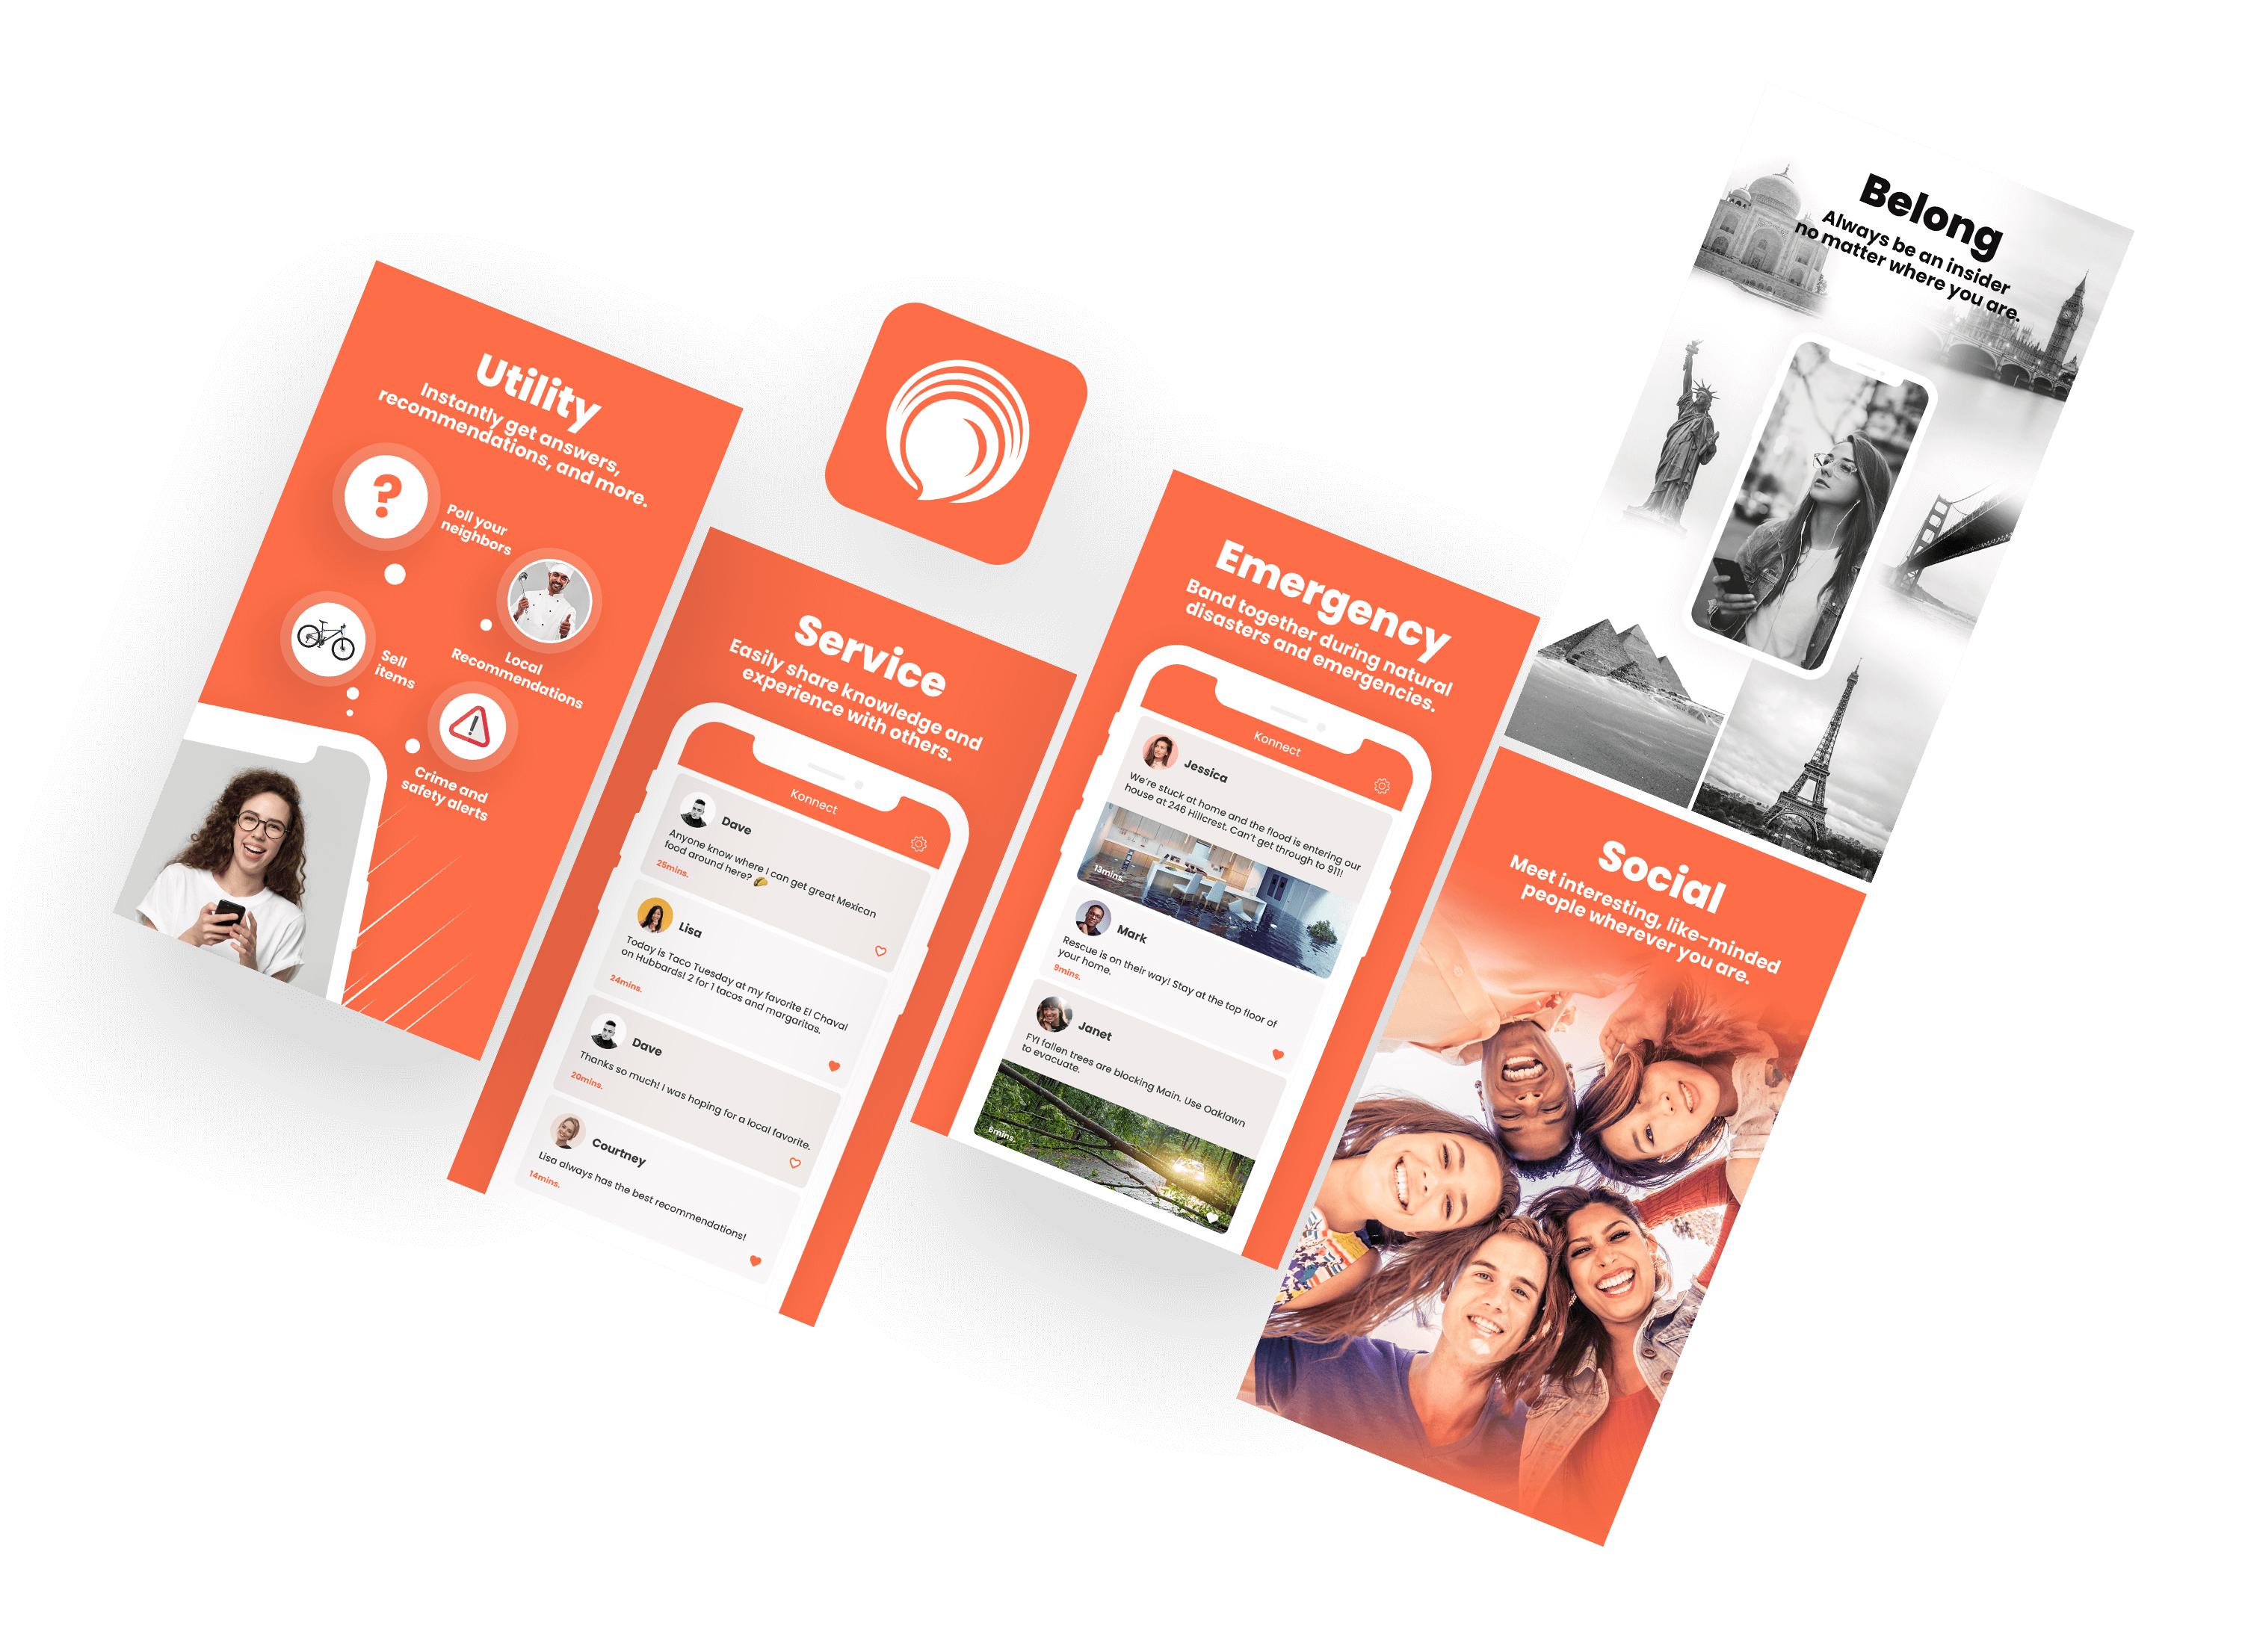 Utility
Instantly get answers,
recommendations, and more.
?
Poll your
neighbors
Local
Recommendations
Sell
items
!
Crime and
safety alerts
Service
Easily share knowledge and
experience with others.
Konnect
Dave
Anyone know where I can get great Mexican
food around here? 🌮
25mins.
Lisa
Today is Taco Tuesday at my favorite El Chaval
on Hubbards! 2 for 1 tacos and margaritas.
24mins.
Dave
Thanks so much! I was hoping for a local favorite.
20mins.
Courtney
Lisa always has the best recommendations!
14mins.
Emergency
Band together during natural
disasters and emergencies.
Konnect
Jessica
We're stuck at home and the flood is entering our
house at 246 Hillcrest. Can't get through to 911!
13mins.
Mark
Rescue is on their way! Stay at the top floor of
your home.
9mins.
Janet
FYI fallen trees are blocking Main. Use Oaklawn
to evacuate.
8mins.
Belong
Always be an insider
no matter where you are.
Social
Meet interesting, like-minded
people wherever you are.